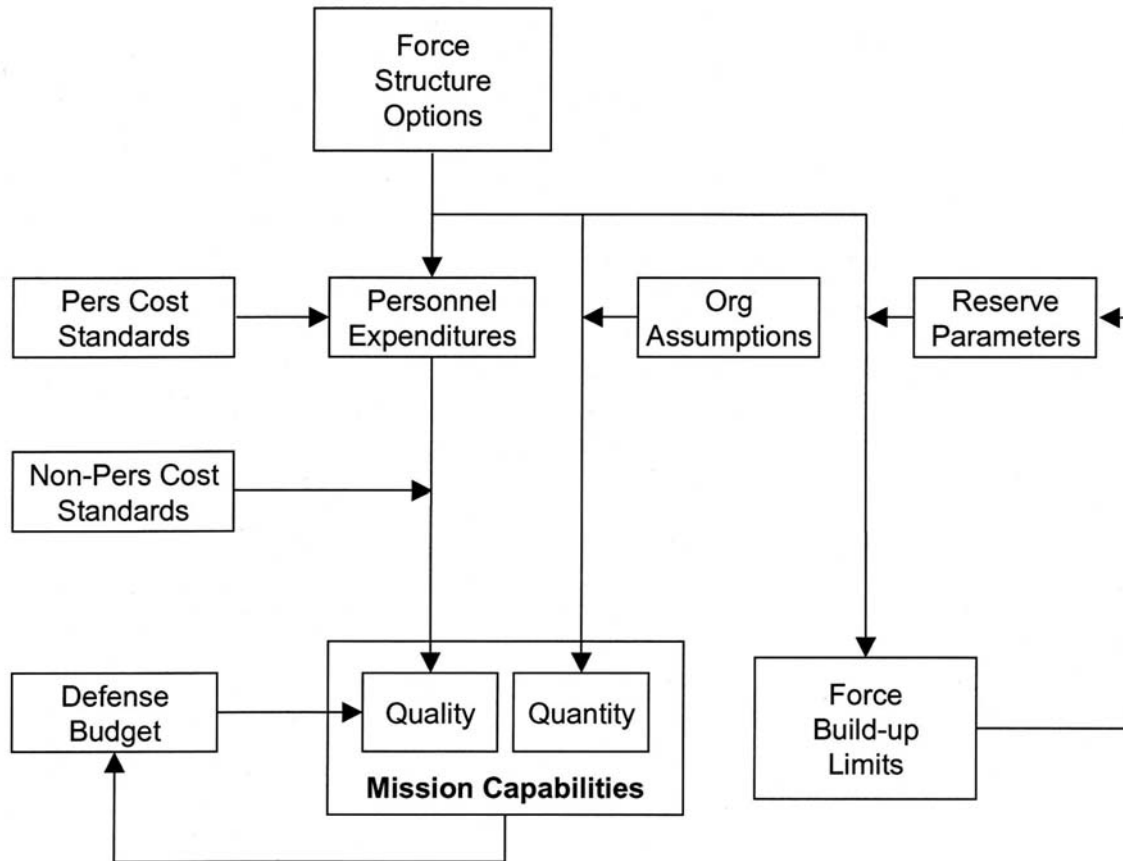 Force
Structure
Options
Pers Cost
Standards
Personnel
Expenditures
Org
Assumptions
Reserve
Parameters
Non-Pers Cost
Standards
Defense
Budget
Quality
Quantity
Mission Capabilities
Force
Build-up
Limits